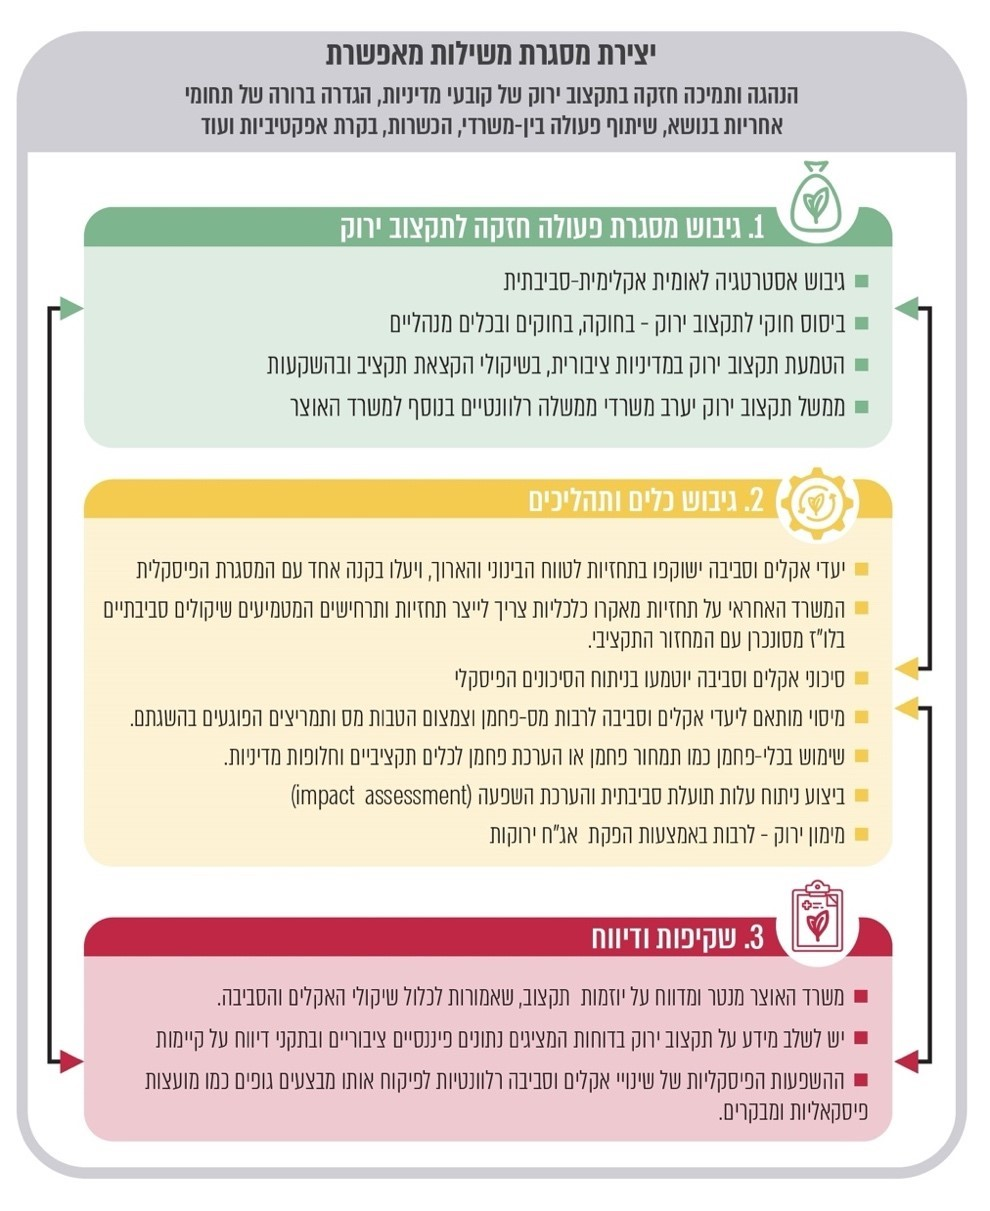 יצירת מסגרת משילות מאפשרת
הנהגה ותמיכה חזקה בתקצוב ירוק של קובעי מדיניות, הגדרה ברורה של תחומי
אחריות בנושא, שיתוף פעולה בין-משרדי, הכשרות, בקרת אפקטיביות ועוד
1. גיבוש מסגרת פעולה חזקה לתקצוב ירוק
גיבוש אסטרטגיה לאומית אקלימית-סביבתית
ביסוס חוקי לתקצוב ירוק - בחוקה, בחוקים ובכלים מנהליים
הטמעת תקצוב ירוק במדיניות ציבורית, בשיקולי הקצאת תקציב ובהשקעות
ממשל תקצוב ירוק יערב משרדי ממשלה רלוונטיים בנוסף למשרד האוצר
2. גיבוש כלים ותהליכים
יעדי אקלים וסביבה ישוקפו בתחזיות לטווח הבינוני והארוך, ויעלו בקנה אחד עם המסגרת הפיסקלית
המשרד האחראי על תחזיות מאקרו כלכליות צריך לייצר תחזיות ותרחישים המטמיעים שיקולים סביבתיים
בלו"ז מסונכרן עם המחזור התקציבי.
סיכוני אקלים וסביבה יוטמעו בניתוח הסיכונים הפיסקלי
מיסוי מותאם ליעדי אקלים וסביבה לרבות מס-פחמן וצמצום הטבות מס ותמריצים הפוגעים בהשגתם.
שימוש בכלי-פחמן כמו תמחור פחמן או הערכת פחמן לכלים תקציביים וחלופות מדיניות.
ביצוע ניתוח עלות תועלת סביבתית והערכת השפעה (impact assessment)
מימון ירוק - לרבות באמצעות הפקת אג"ח ירוקות
3. שקיפות ודיווח
משרד האוצר מנטר ומדווח על יוזמות תקצוב, שאמורות לכלול שיקולי האקלים והסביבה.
יש לשלב מידע על תקצוב ירוק בדוחות המציגים נתונים פיננסיים ציבוריים ובתקני דיווח על קיימות
ההשפעות הפיסקליות של שינויי אקלים וסביבה רלוונטיות לפיקוח אותו מבצעים גופים כמו מועצות
פיסקאליות ומבקרים.